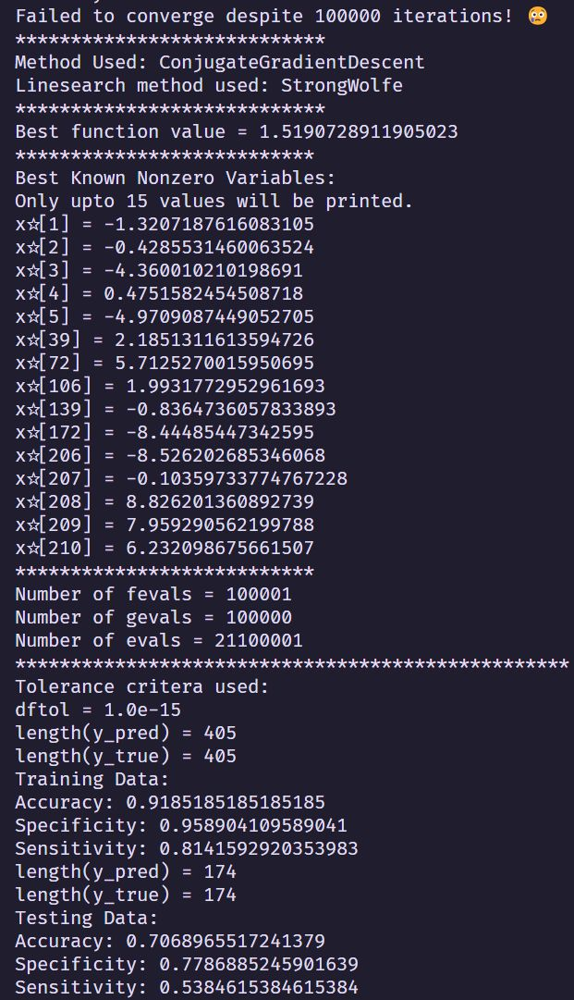 Failed to converge despite 100000 iterations! 😢
****************************
Method Used: ConjugateGradientDescent
Linesearch method used: StrongWolfe
****************************
Best function value = 1.5190728911905023
***************************
Best Known Nonzero Variables:
Only upto 15 values will be printed.
x☆[1] = -1.3207187616083105
x☆[2] = -0.4285531460063524
x☆[3] = -4.360010210198691
x☆[4] = 0.4751582454508718
x☆[5] = -4.9709087449052705
x☆[39] = 2.1851311613594726
x☆[72] = 5.7125270015950695
x☆[106] = 1.9931772952961693
x☆[139] = -0.8364736057833893
x☆[172] = -8.44485447342595
x☆[206] = -8.526202685346068
x☆[207] = -0.10359733774767228
x☆[208] = 8.826201360892739
x☆[209] = 7.959290562199788
x☆[210] = 6.232098675661507
***************************
Number of fevals = 100001
Number of gevals = 100000
Number of evals = 21100001
**************************************************
Tolerance critera used:
dftol = 1.0e-15
length(y_pred) = 405
length(y_true) = 405
Training Data:
Accuracy: 0.9185185185185185
Specificity: 0.958904109589041
Sensitivity: 0.8141592920353983
length(y_pred) = 174
length(y_true) = 174
Testing Data:
Accuracy: 0.7068965517241379
Specificity: 0.7786885245901639
Sensitivity: 0.5384615384615384